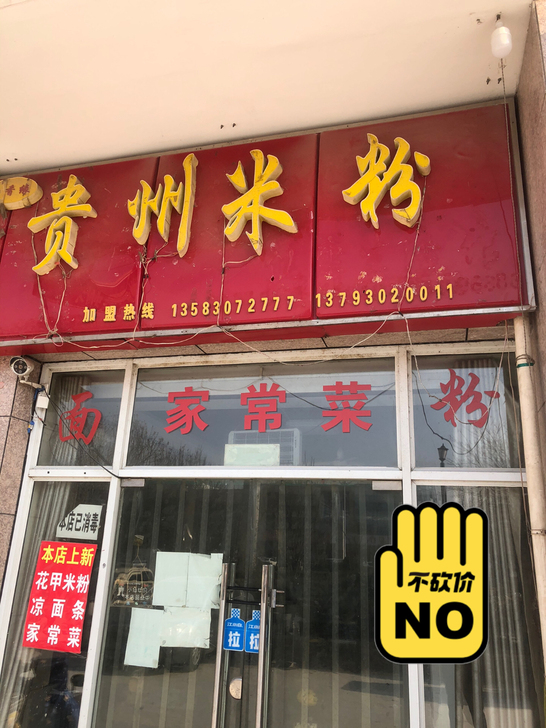 贵州米粉
加盟热线 13583072777 13793020011
面 家常菜 粉
本店已消毒
本店上新
花甲米粉
凉面条
家常菜
拉 拉
不砍价
NO